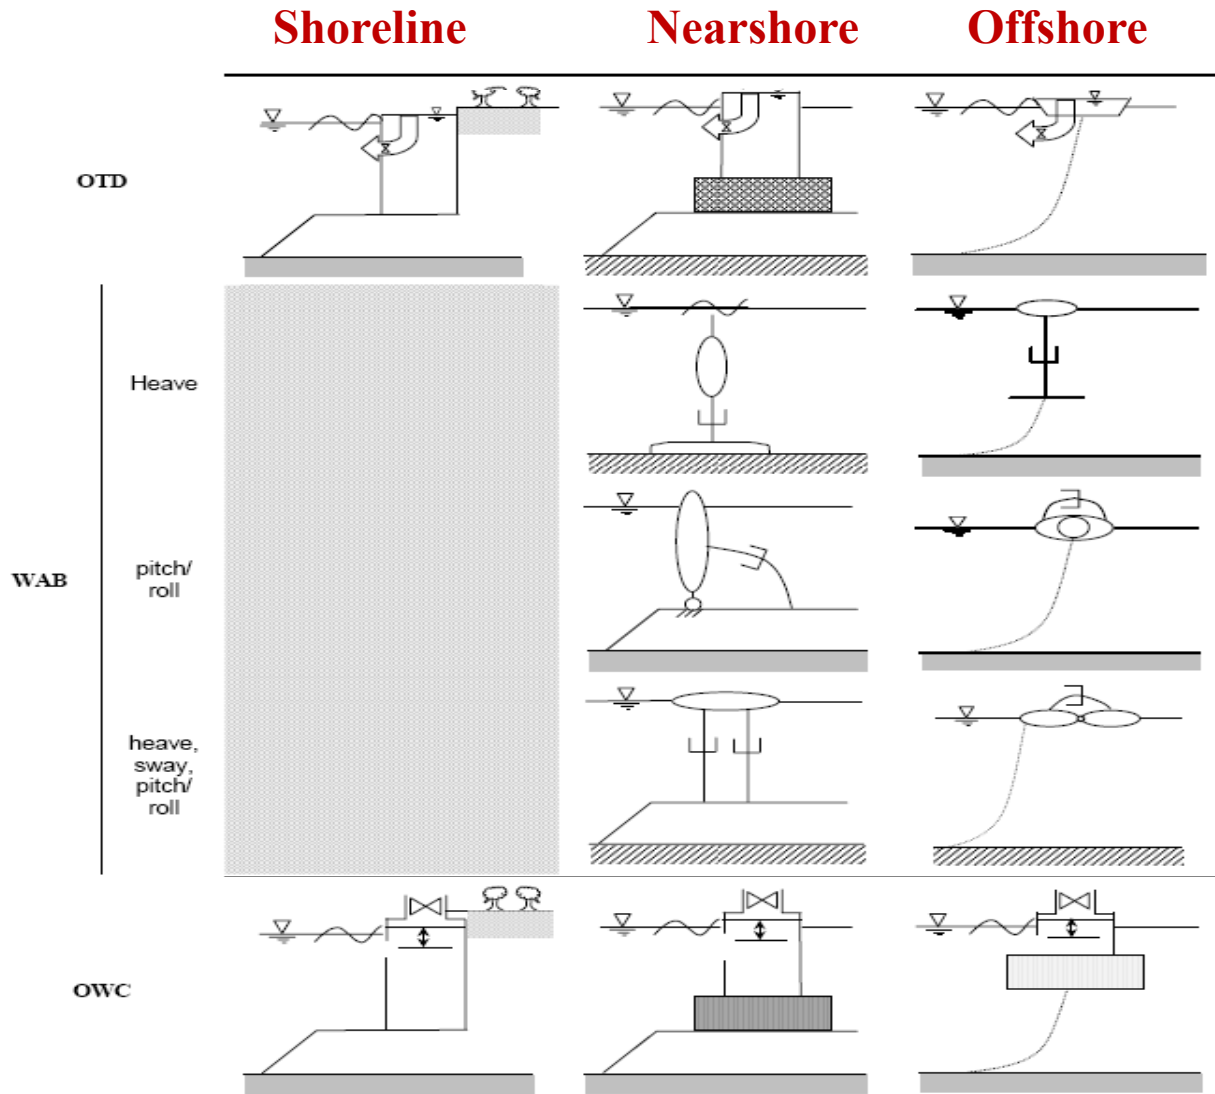 Shoreline Nearshore Offshore
OTD
Heave
WAB
pitch/
roll
heave,
sway,
pitch/
roll
OWC